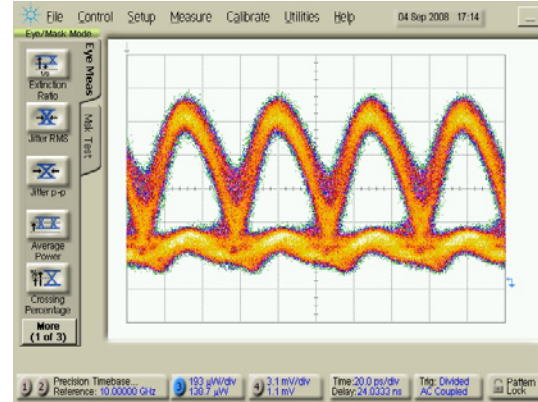 File Control Setup Measure Calibrate Utilities Help 04 Sep 2008 17:14
Eye/Mask Mode
Eye Meas
Msk Test
Extinction
Ratio
Jitter RMS
Jitter p-p
Average
Power
Crossing
Percentage
More
(1 of 3)
1 2 Precision Timebase... 3 193 µW/div 4 3.1 mV/div Time:20.0 ps/div Trig: Divided Pattern
Reference: 10.00000 GHz 138.7 µW 1.1 mV Delay:24.0333 ns AC Coupled Lock